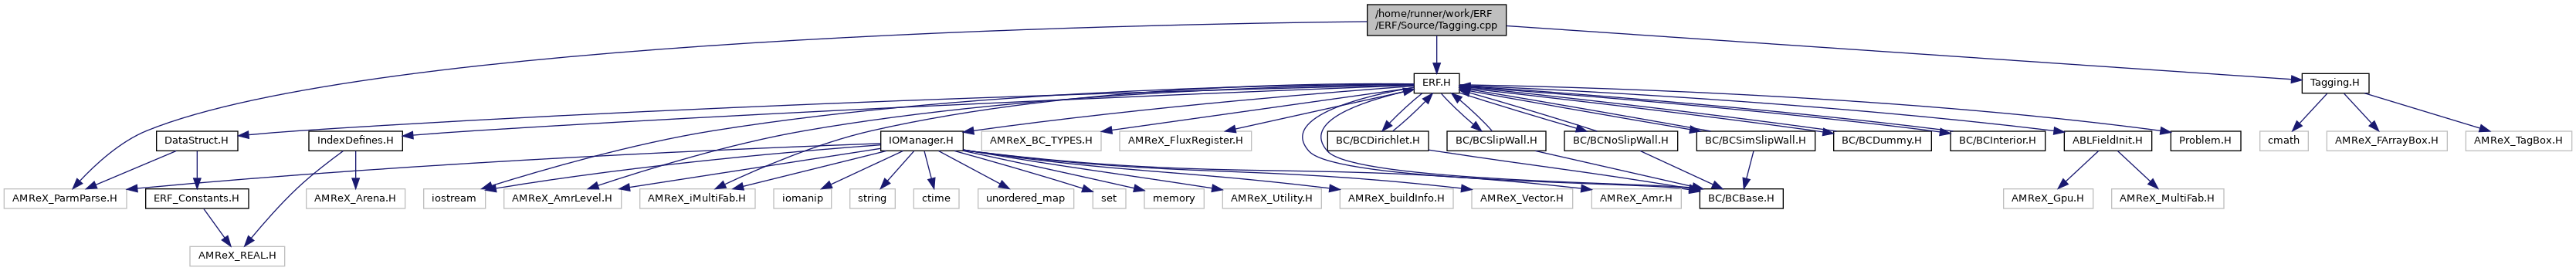 /home/runner/work/ERF
/ERF/Source/Tagging.cpp
ERF.H
Tagging.H
DataStruct.H
IndexDefines.H
IOManager.H
AMReX_BC_TYPES.H
AMReX_FluxRegister.H
BC/BCDirichlet.H
BC/BCSlipWall.H
BC/BCNoSlipWall.H
BC/BCSimSlipWall.H
BC/BCDummy.H
BC/BCInterior.H
ABLFieldInit.H
Problem.H
cmath
AMReX_FArrayBox.H
AMReX_TagBox.H
AMReX_ParmParse.H
ERF_Constants.H
AMReX_Arena.H
iostream
AMReX_AmrLevel.H
AMReX_iMultiFab.H
iomanip
string
ctime
unordered_map
set
memory
AMReX_Utility.H
AMReX_buildInfo.H
AMReX_Vector.H
AMReX_Amr.H
BC/BCBase.H
AMReX_Gpu.H
AMReX_MultiFab.H
AMReX_REAL.H